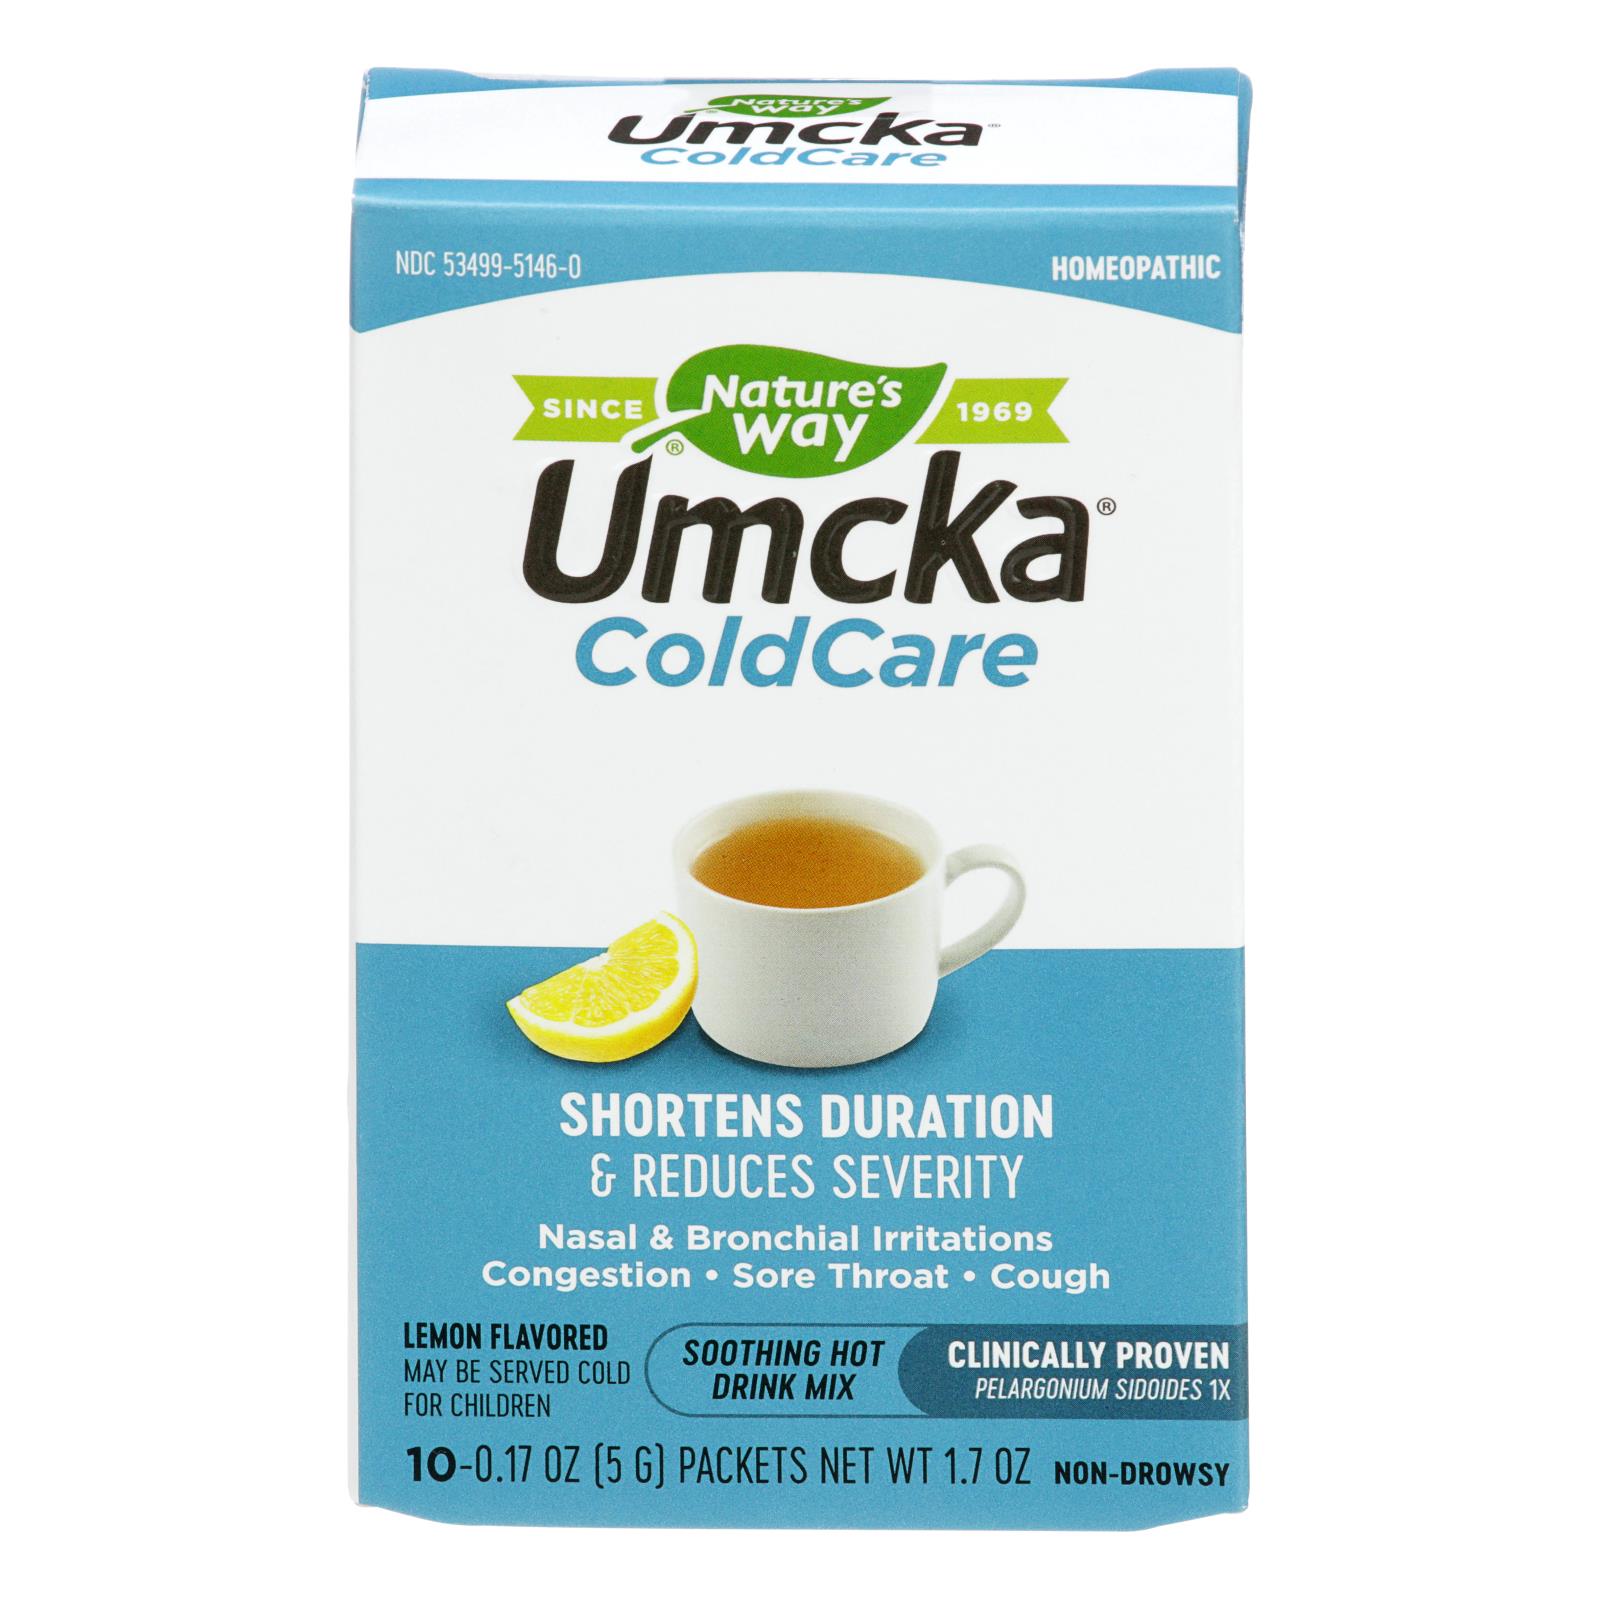 Nature's
Way
Umcka®
ColdCare
NDC 53499-5146-0
HOMEOPATHIC
SINCE
Nature's
Way
1969
®
Umcka®
ColdCare
SHORTENS DURATION
& REDUCES SEVERITY
Nasal & Bronchial Irritations
Congestion • Sore Throat • Cough
LEMON FLAVORED
MAY BE SERVED COLD
FOR CHILDREN
SOOTHING HOT
DRINK MIX
CLINICALLY PROVEN
PELARGONIUM SIDOIDES 1X
10-0.17 OZ (5 G) PACKETS NET WT 1.7 OZ
NON-DROWSY